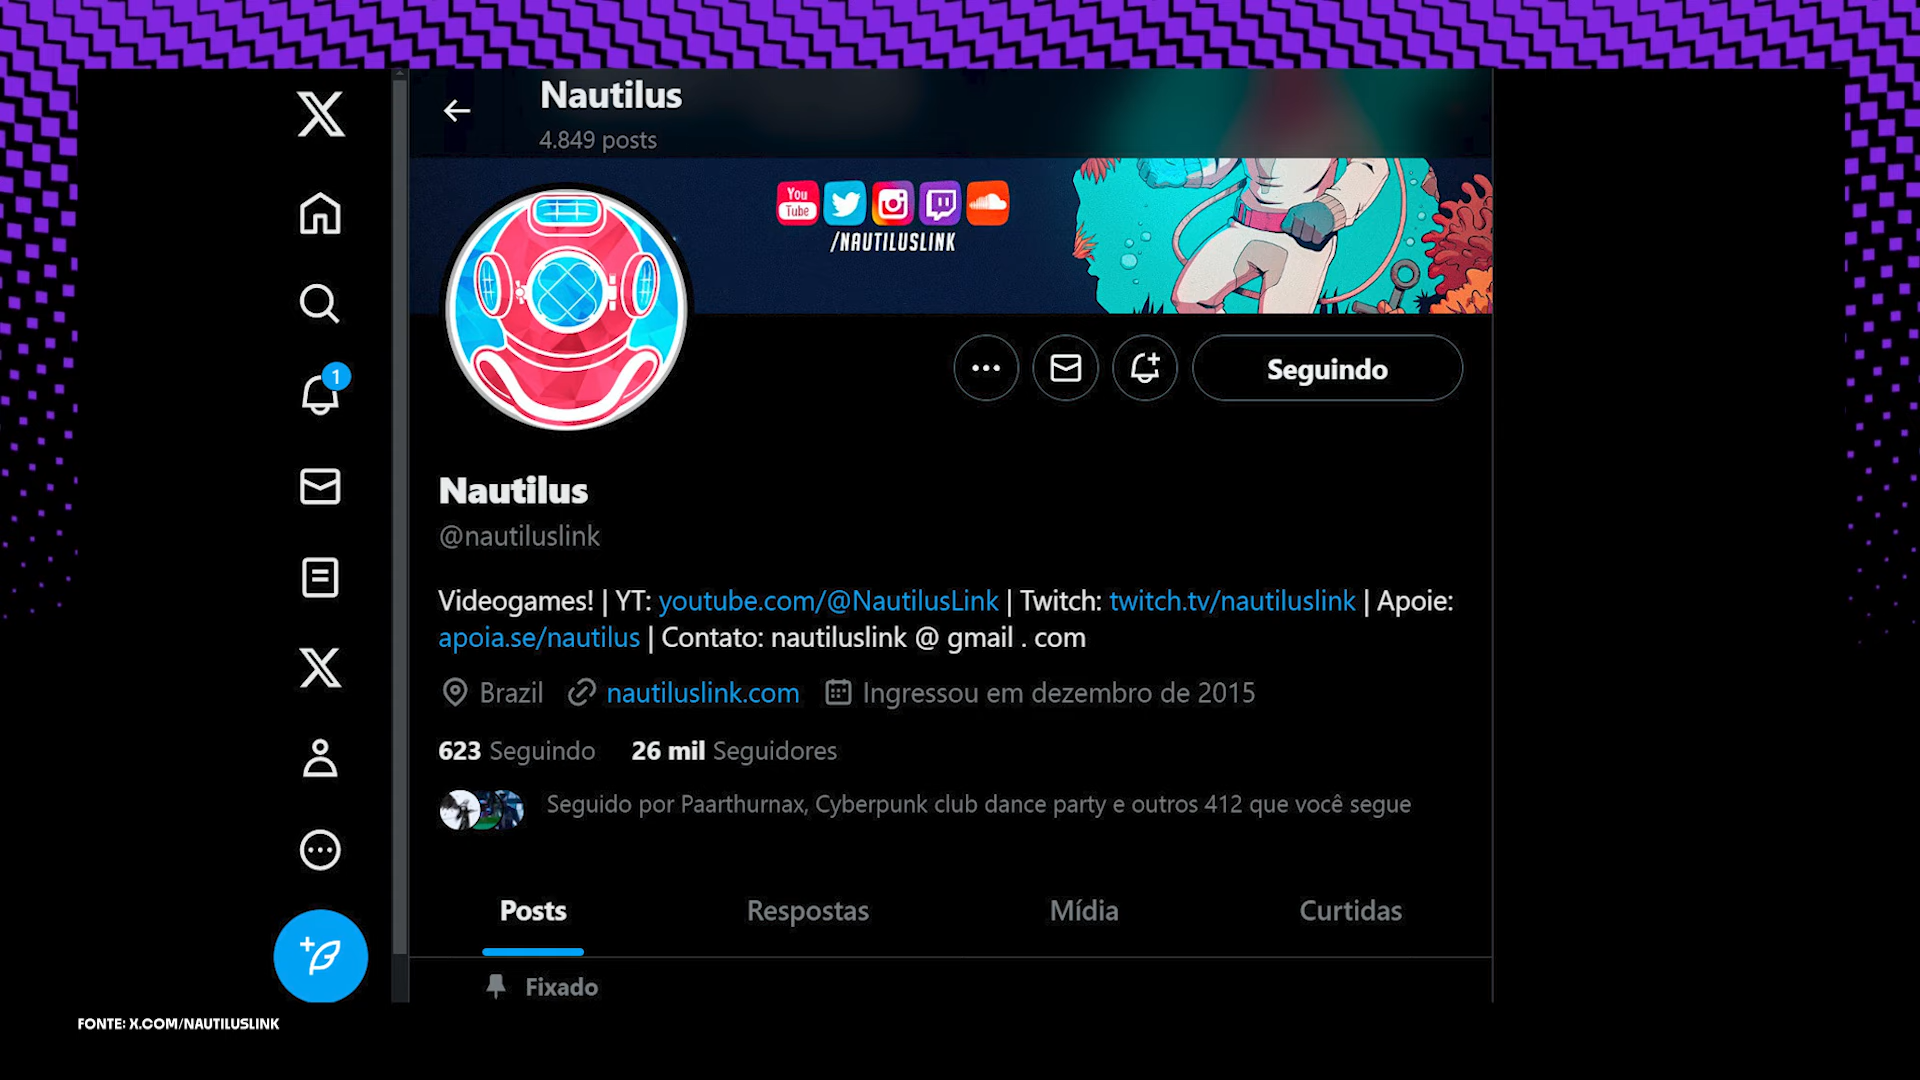 Nautilus
4.849 posts
You
Tube
/NAUTILUSLINK
1
Seguindo
Nautilus
@nautiluslink
Videogames! | YT: youtube.com/@NautilusLink | Twitch: twitch.tv/nautiluslink | Apoie:
apoia.se/nautilus | Contato: nautiluslink @ gmail . com
Brazil nautiluslink.com Ingressou em dezembro de 2015
623 Seguindo 26 mil Seguidores
Seguido por Paarthurnax, Cyberpunk club dance party e outros 412 que você segue
Posts Respostas Mídia Curtidas
Fixado
FONTE: X.COM/NAUTILUSLINK